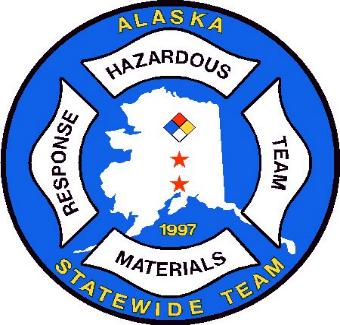 ALASKA
HAZARDOUS
RESPONSE
TEAM
1997
MATERIALS
STATEWIDE TEAM